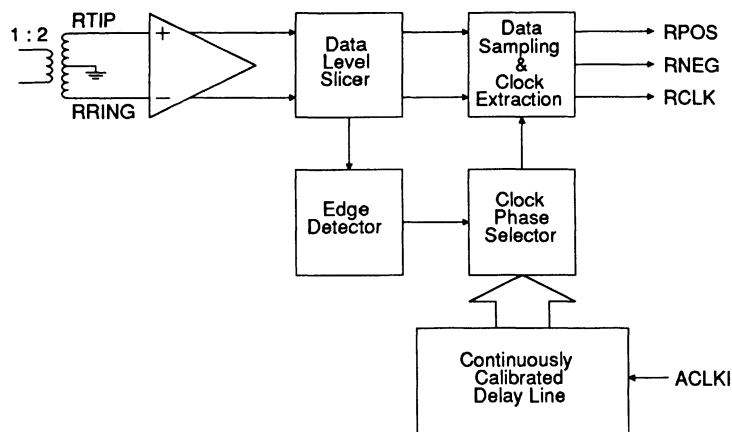 RTIP
1 : 2
+
−
RRING
Data
Level
Slicer
Data
Sampling
&
Clock
Extraction
RPOS
RNEG
RCLK
Edge
Detector
Clock
Phase
Selector
Continuously
Calibrated
Delay Line
ACLKI